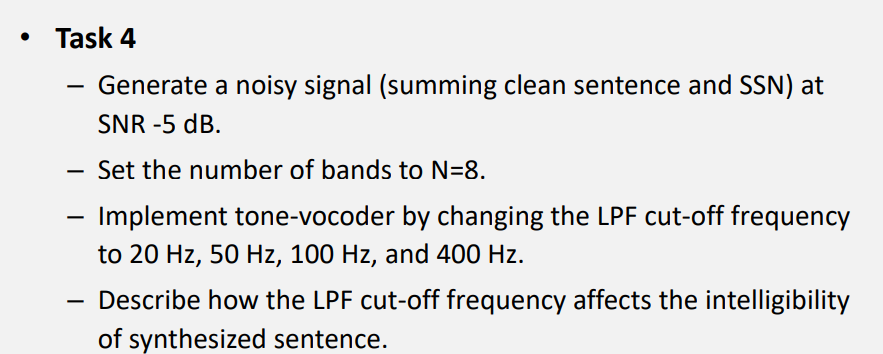 • Task 4
– Generate a noisy signal (summing clean sentence and SSN) at
SNR -5 dB.
– Set the number of bands to N=8.
– Implement tone-vocoder by changing the LPF cut-off frequency
to 20 Hz, 50 Hz, 100 Hz, and 400 Hz.
– Describe how the LPF cut-off frequency affects the intelligibility
of synthesized sentence.